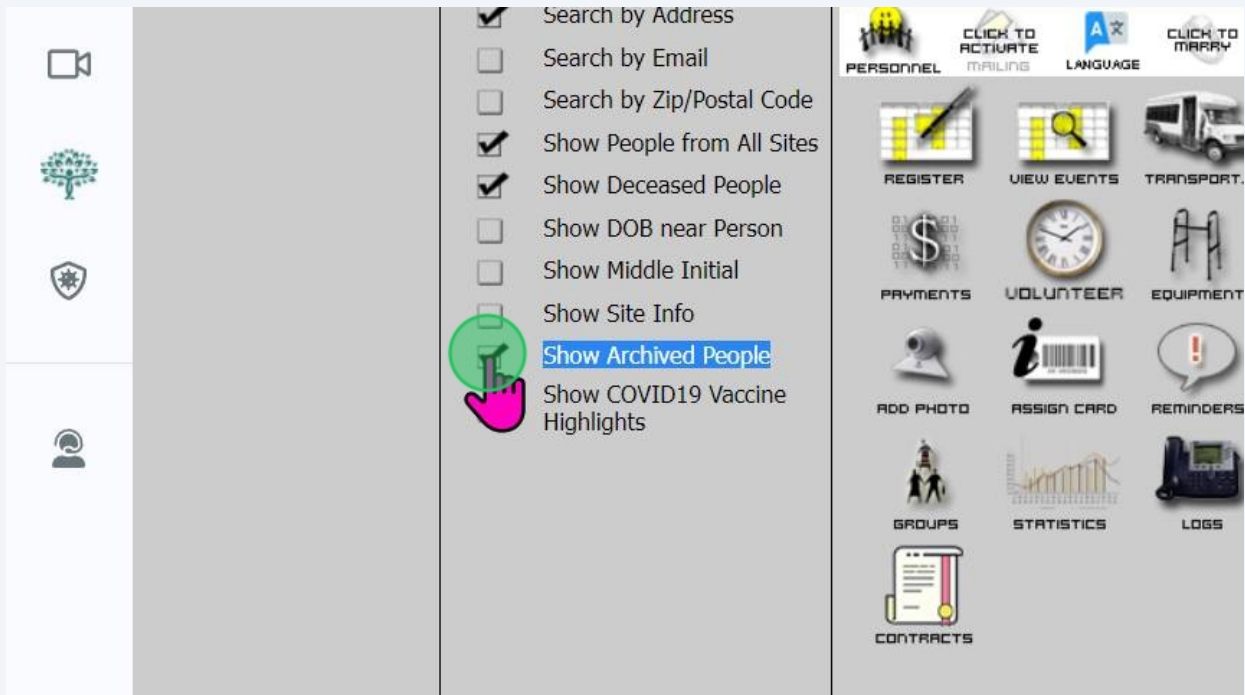 Search by Address
Search by Email
Search by Zip/Postal Code
Show People from All Sites
Show Deceased People
Show DOB near Person
Show Middle Initial
Show Site Info
Show Archived People
Show COVID19 Vaccine
Highlights
PERSONNEL
CLICK TO
ACTIVATE
MAILING
A
LANGUAGE
CLICK TO
MARRY
REGISTER
VIEW EVENTS
TRANSPORT.
$
PAYMENTS
VOLUNTEER
EQUIPMENT
ADD PHOTO
i
ASSIGN CARD
!
REMINDERS
GROUPS
STATISTICS
LOGS
CONTRACTS